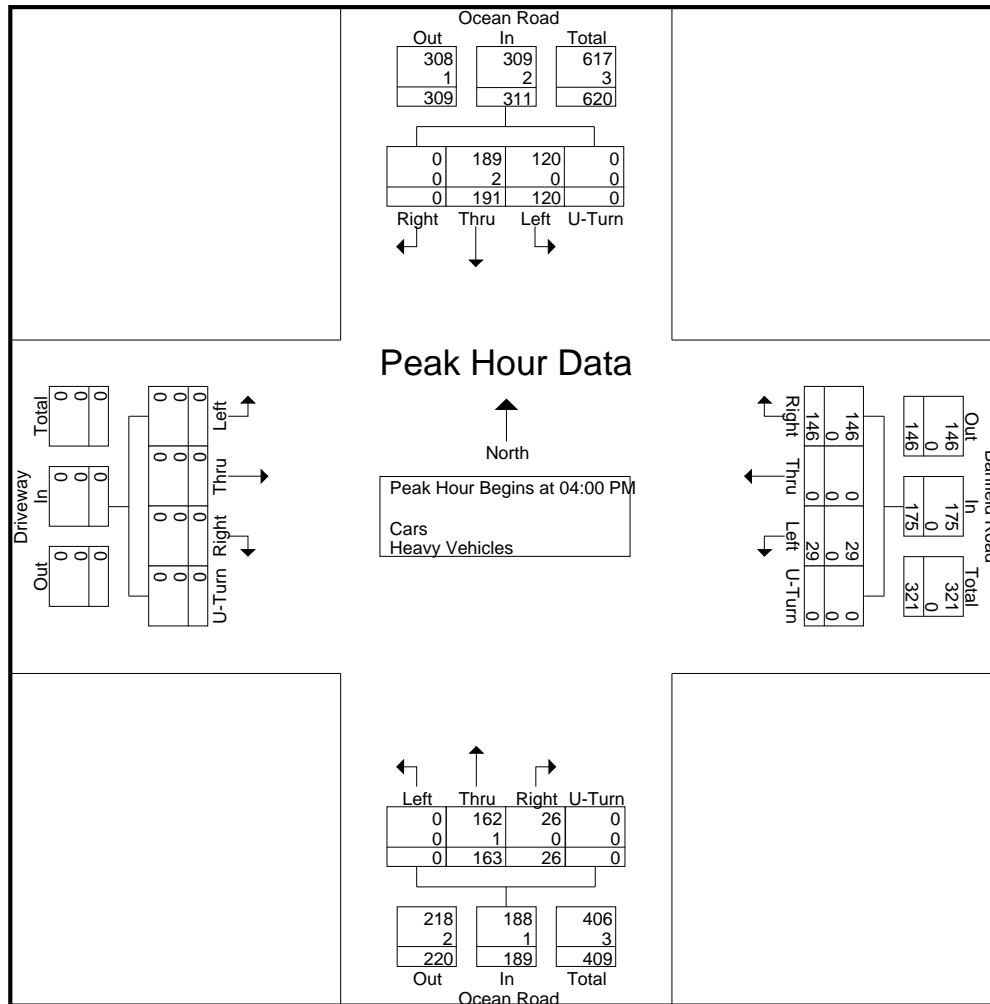 Ocean Road
Out In Total
308 309 617
1 2 3
309 311 620
0 189 120 0
0 2 0 0
0 191 120 0
Right Thru Left U-Turn
Peak Hour Data
North
Peak Hour Begins at 04:00 PM
Cars
Heavy Vehicles
Driveway
Out In Total
0 0 0
0 0 0
0 0 0
0 0 0 0
0 0 0 0
0 0 0 0
U-Turn Right Thru Left
Road
Out In Total
146 175 321
0 0 0
146 175 321
146 0 29 0
0 0 0 0
146 0 29 0
Right Thru Left U-Turn
Left Thru Right U-Turn
0 162 26 0
0 1 0 0
0 163 26 0
218 188 406
2 1 3
220 189 409
Out In Total
Ocean Road